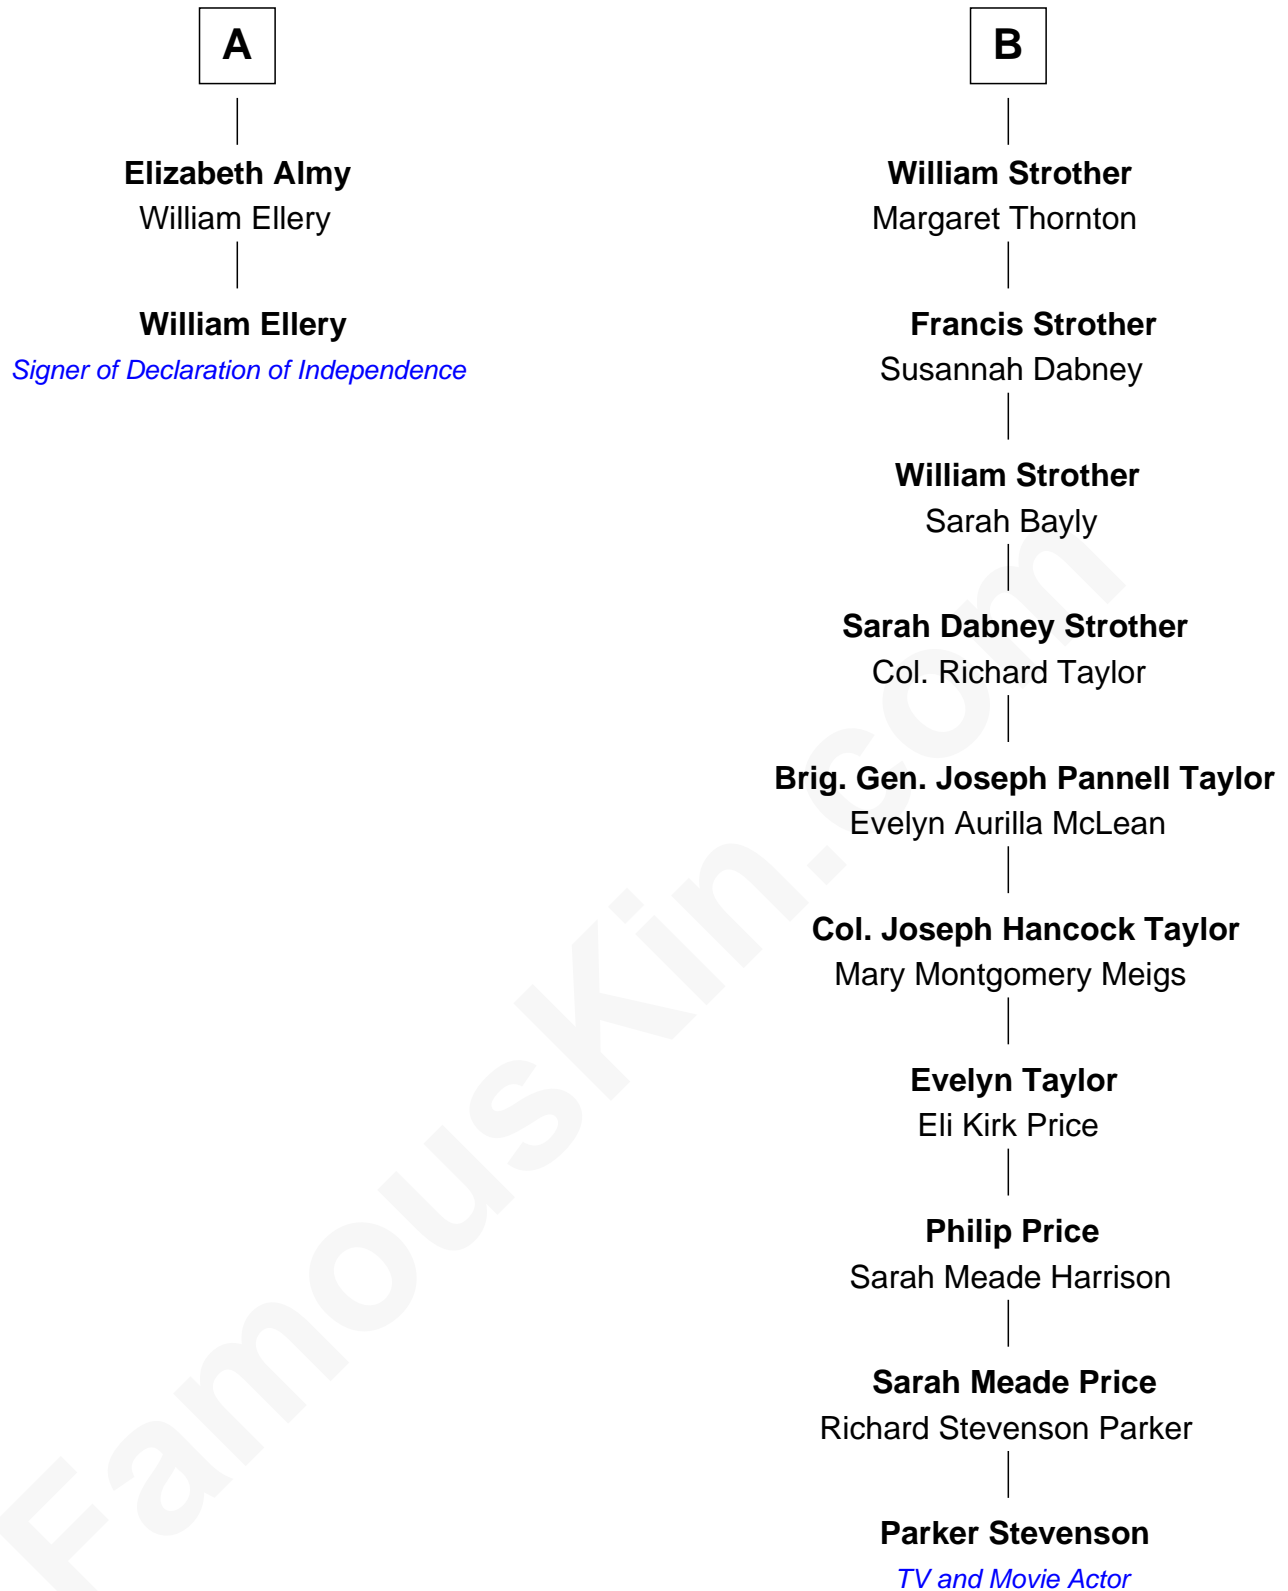 A
Elizabeth Almy
William Ellery
William Ellery
Signer of Declaration of Independence
B
William Strother
Margaret Thornton
Francis Strother
Susannah Dabney
William Strother
Sarah Bayly
Sarah Dabney Strother
Col. Richard Taylor
Brig. Gen. Joseph Pannell Taylor
Evelyn Aurilla McLean
Col. Joseph Hancock Taylor
Mary Montgomery Meigs
Evelyn Taylor
Eli Kirk Price
Philip Price
Sarah Meade Harrison
Sarah Meade Price
Richard Stevenson Parker
Parker Stevenson
TV and Movie Actor
FamousKin.com